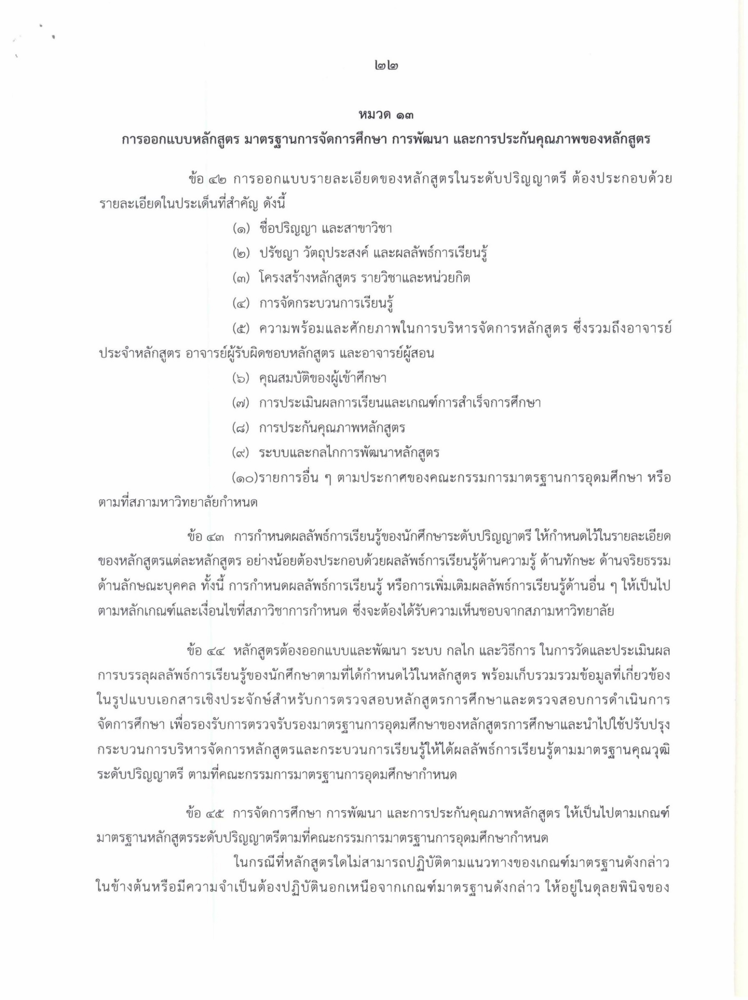 ๒๒
หมวด ๑๓
การออกแบบหลักสูตร มาตรฐานการจัดการศึกษา การพัฒนา และการประกันคุณภาพของหลักสูตร
ข้อ ๔๒ การออกแบบรายละเอียดของหลักสูตรในระดับปริญญาตรี ต้องประกอบด้วย
รายละเอียดในประเด็นที่สำคัญ ดังนี้
(๑) ชื่อปริญญา และสาขาวิชา
(๒) ปรัชญา วัตถุประสงค์ และผลลัพธ์การเรียนรู้
(๓) โครงสร้างหลักสูตร รายวิชาและหน่วยกิต
(๔) การจัดกระบวนการเรียนรู้
(๕) ความพร้อมและศักยภาพในการบริหารจัดการหลักสูตร ซึ่งรวมถึงอาจารย์
ประจำหลักสูตร อาจารย์ผู้รับผิดชอบหลักสูตร และอาจารย์ผู้สอน
(๖) คุณสมบัติของผู้เข้าศึกษา
(๗) การประเมินผลการเรียนและเกณฑ์การสำเร็จการศึกษา
(๘) การประกันคุณภาพหลักสูตร
(๙) ระบบและกลไกการพัฒนาหลักสูตร
(๑๐)รายการอื่น ๆ ตามประกาศของคณะกรรมการมาตรฐานการอุดมศึกษา หรือ
ตามที่สภามหาวิทยาลัยกำหนด
ข้อ ๔๓ การกำหนดผลลัพธ์การเรียนรู้ของนักศึกษาระดับปริญญาตรี ให้กำหนดไว้ในรายละเอียด
ของหลักสูตรแต่ละหลักสูตร อย่างน้อยต้องประกอบด้วยผลลัพธ์การเรียนรู้ด้านความรู้ ด้านทักษะ ด้านจริยธรรม
ด้านลักษณะบุคคล ทั้งนี้ การกำหนดผลลัพธ์การเรียนรู้ หรือการเพิ่มเติมผลลัพธ์การเรียนรู้ด้านอื่น ๆ ให้เป็นไป
ตามหลักเกณฑ์และเงื่อนไขที่สภาวิชาการกำหนด ซึ่งจะต้องได้รับความเห็นชอบจากสภามหาวิทยาลัย
ข้อ ๔๔ หลักสูตรต้องออกแบบและพัฒนา ระบบ กลไก และวิธีการ ในการวัดและประเมินผล
การบรรลุผลลัพธ์การเรียนรู้ของนักศึกษาตามที่ได้กำหนดไว้ในหลักสูตร พร้อมเก็บรวมรวมข้อมูลที่เกี่ยวข้อง
ในรูปแบบเอกสารเชิงประจักษ์สำหรับการตรวจสอบหลักสูตรการศึกษาและตรวจสอบการดำเนินการ
จัดการศึกษา เพื่อรองรับการตรวจรับรองมาตรฐานการอุดมศึกษาของหลักสูตรการศึกษาและนำไปใช้ปรับปรุง
กระบวนการบริหารจัดการหลักสูตรและกระบวนการเรียนรู้ให้ได้ผลลัพธ์การเรียนรู้ตามมาตรฐานคุณวุฒิ
ระดับปริญญาตรี ตามที่คณะกรรมการมาตรฐานการอุดมศึกษากำหนด
ข้อ ๔๕ การจัดการศึกษา การพัฒนา และการประกันคุณภาพหลักสูตร ให้เป็นไปตามเกณฑ์
มาตรฐานหลักสูตรระดับปริญญาตรีตามที่คณะกรรมการมาตรฐานการอุดมศึกษากำหนด
ในกรณีที่หลักสูตรใดไม่สามารถปฏิบัติตามแนวทางของเกณฑ์มาตรฐานดังกล่าว
ในข้างต้นหรือมีความจำเป็นต้องปฏิบัตินอกเหนือจากเกณฑ์มาตรฐานดังกล่าว ให้อยู่ในดุลยพินิจของ